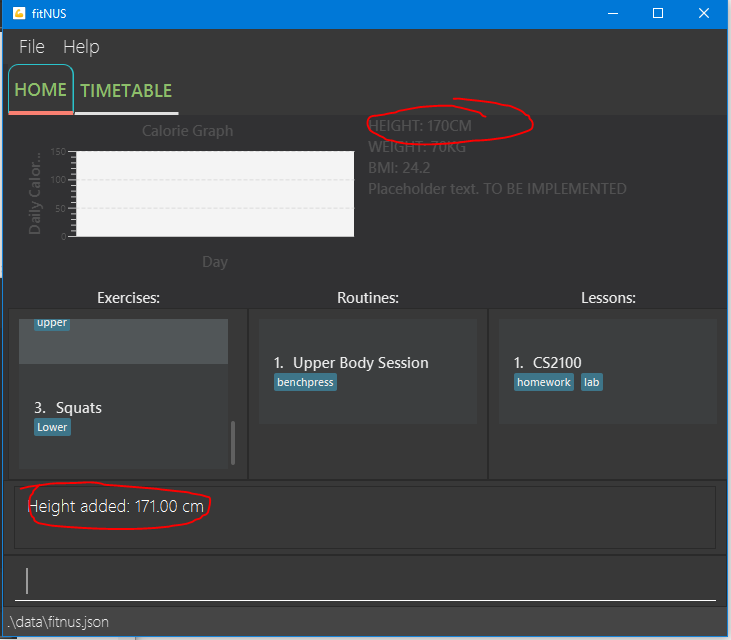 fitNUS
File Help
HOME TIMETABLE
Calorie Graph
Daily Calor...
150
100
50
0
Day
HEIGHT: 170CM
WEIGHT: 70KG
BMI: 24.2
Placeholder text. TO BE IMPLEMENTED
Exercises:
upper
3. Squats
Lower
Routines:
1. Upper Body Session
benchpress
Lessons:
1. CS2100
homework lab
Height added: 171.00 cm
.\data\fitnus.json